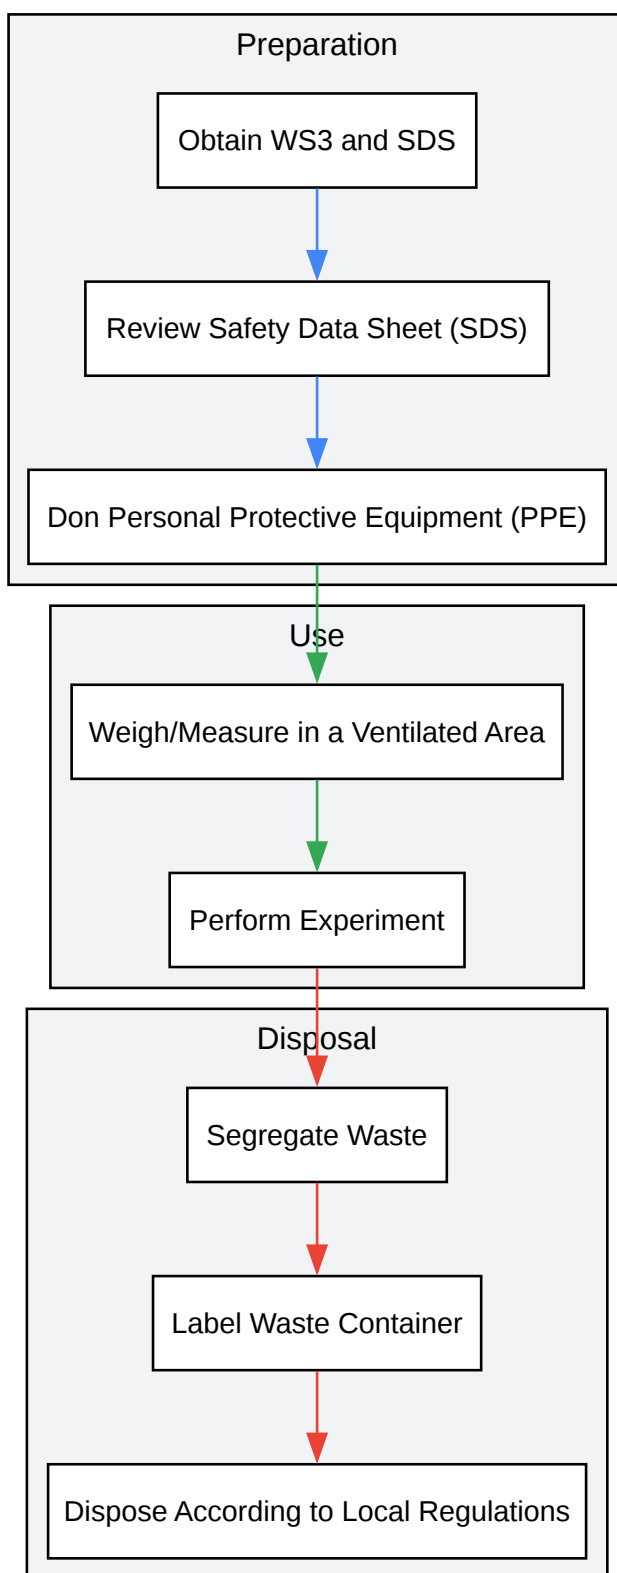 Preparation
Obtain WS3 and SDS
Review Safety Data Sheet (SDS)
Don Personal Protective Equipment (PPE)
Use
Weigh/Measure in a Ventilated Area
Perform Experiment
Disposal
Segregate Waste
Label Waste Container
Dispose According to Local Regulations